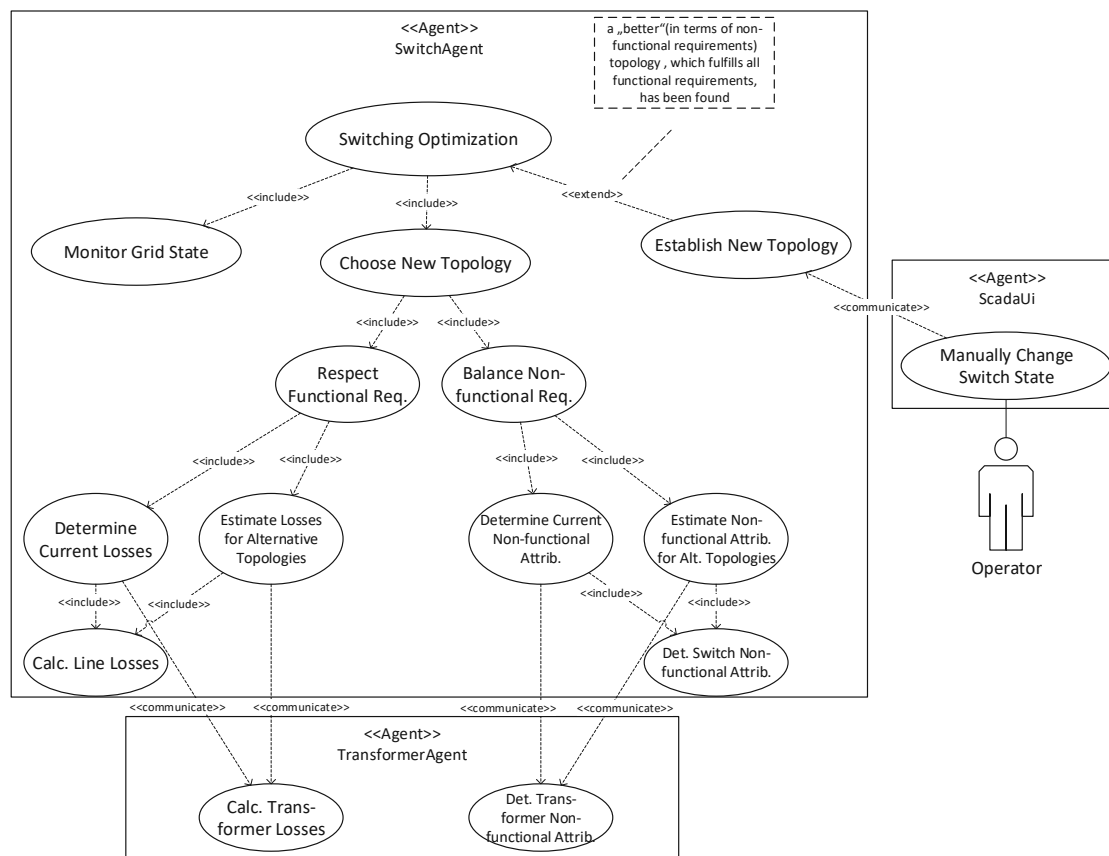 <<Agent>>
SwitchAgent
a „better“(in terms of non-
functional requirements)
topology , which fulfills all
functional requirements,
has been found
Switching Optimization
<<include>>
<<include>>
<<extend>>
Monitor Grid State
Choose New Topology
Establish New Topology
<<Agent>>
ScadaUi
<<communicate>>
<<include>>
<<include>>
Manually Change
Switch State
Respect
Functional Req.
Balance Non-
functional Req.
<<include>>
<<include>>
<<include>>
<<include>>
Determine
Current Losses
Estimate Losses
for Alternative
Topologies
Determine Current
Non-functional
Attrib.
Estimate Non-
functional Attrib.
for Alt. Topologies
Operator
<<include>>
<<include>>
<<include>>
<<include>>
Calc. Line Losses
Det. Switch Non-
functional Attrib.
<<communicate>>
<<communicate>>
<<communicate>>
<<communicate>>
<<Agent>>
TransformerAgent
Calc. Trans-
former Losses
Det. Trans-
former Non-
functional Attrib.